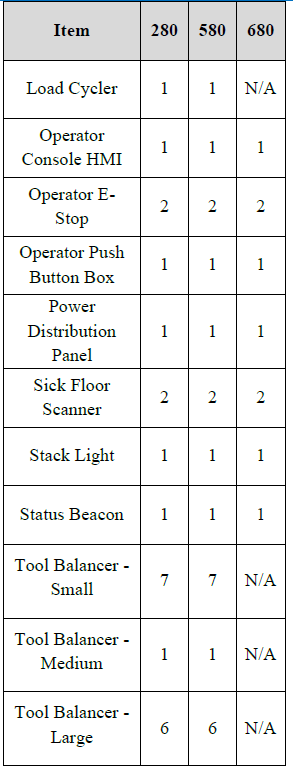 Item 280 580 680
Load Cycler 1 1 N/A
Operator
Console HMI 1 1 1
Operator E-
Stop 2 2 2
Operator Push
Button Box 1 1 1
Power
Distribution 1 1 1
Panel
Sick Floor
Scanner 2 2 2
Stack Light 1 1 1
Status Beacon 1 1 1
Tool Balancer -
Small 7 7 N/A
Tool Balancer -
Medium 1 1 N/A
Tool Balancer -
Large 6 6 N/A